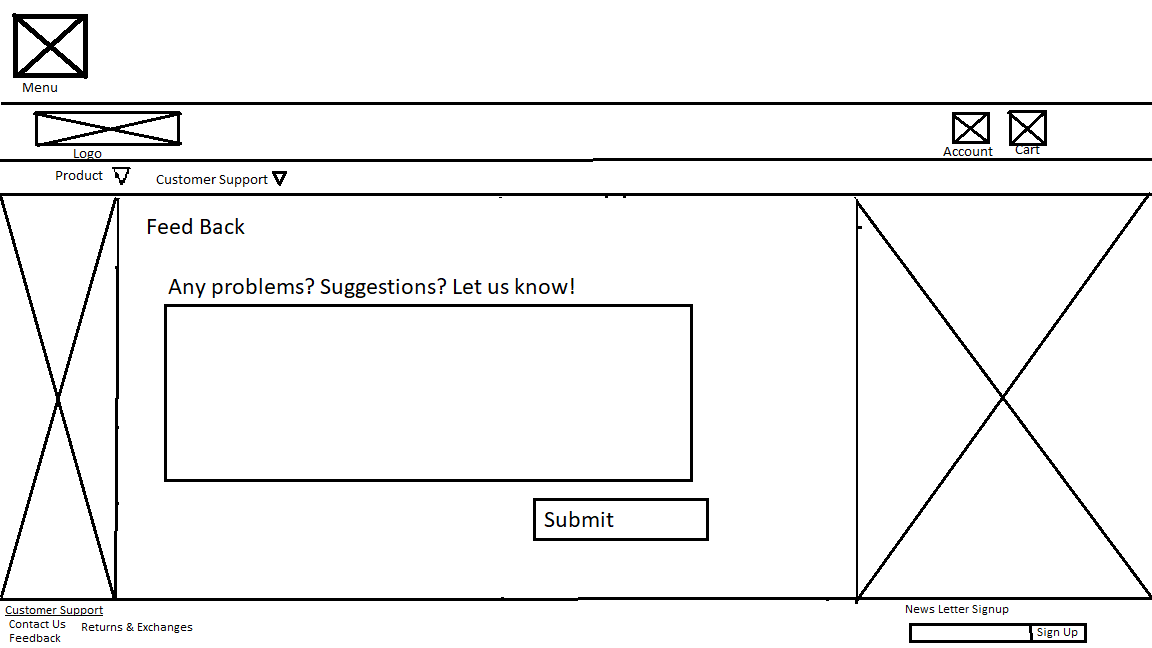 Menu
Logo
Account
Cart
Product
Customer Support
Feed Back
Any problems? Suggestions? Let us know!
Submit
Customer Support
Contact Us
Returns & Exchanges
Feedback
News Letter Signup
Sign Up